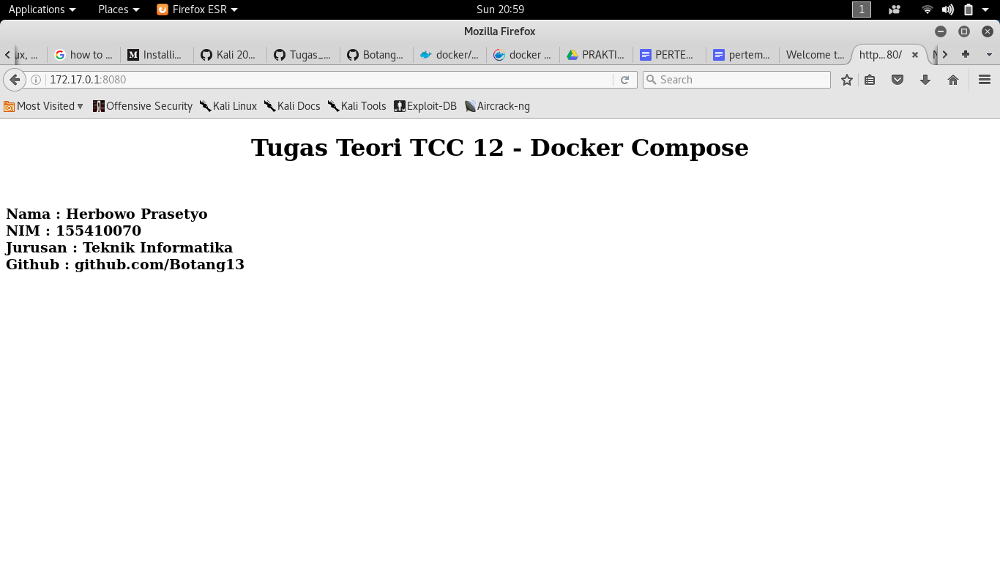 Applications Places Firefox ESR Sun 20:59 1
Mozilla Firefox
ux, ... how to ... Installi... Kali 20... Tugas_... Botang... docker/... docker ... PRAKTI... PERTE... pertem... Welcome t... http...80/
172.17.0.1:8080 Search
Most Visited Offensive Security Kali Linux Kali Docs Kali Tools Exploit-DB Aircrack-ng
Tugas Teori TCC 12 - Docker Compose
Nama : Herbowo Prasetyo
NIM : 155410070
Jurusan : Teknik Informatika
Github : github.com/Botang13